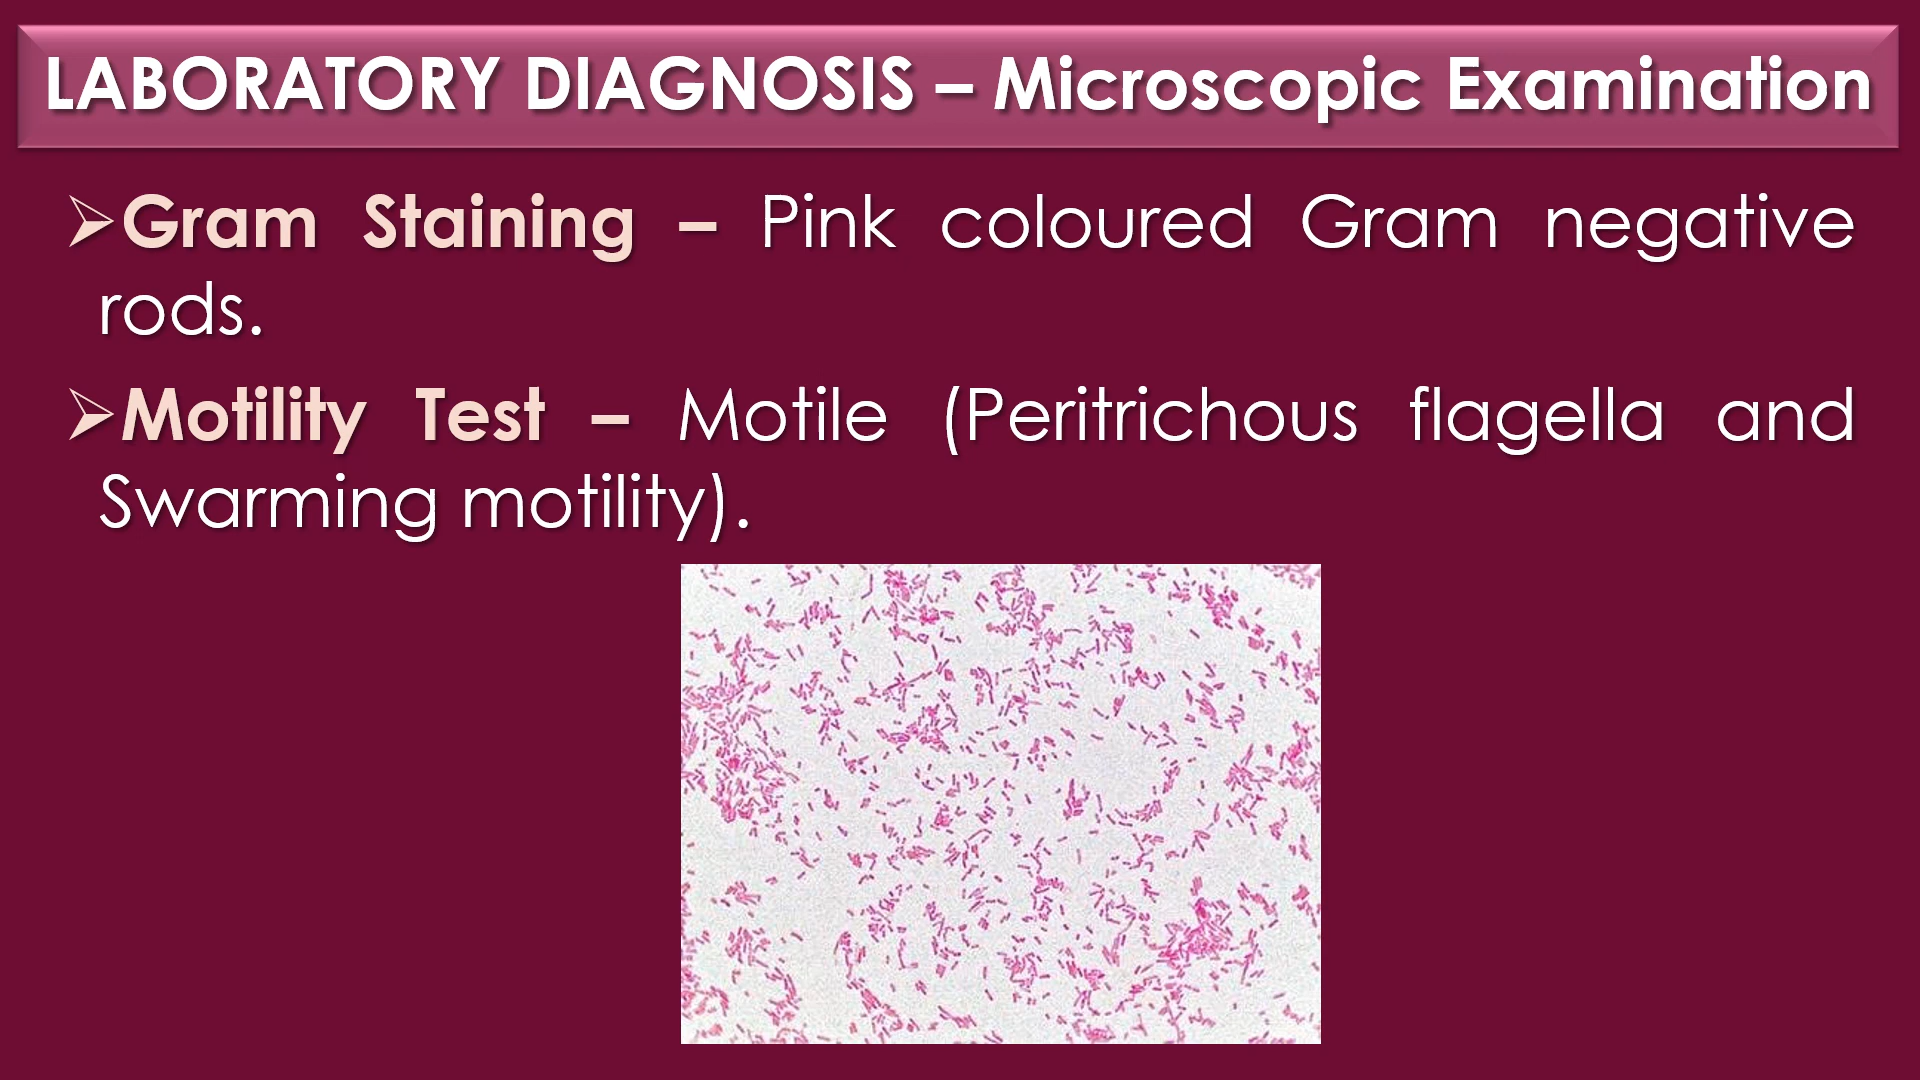 LABORATORY DIAGNOSIS – Microscopic Examination
➢Gram Staining – Pink coloured Gram negative
rods.
➢Motility Test – Motile (Peritrichous flagella and
Swarming motility).